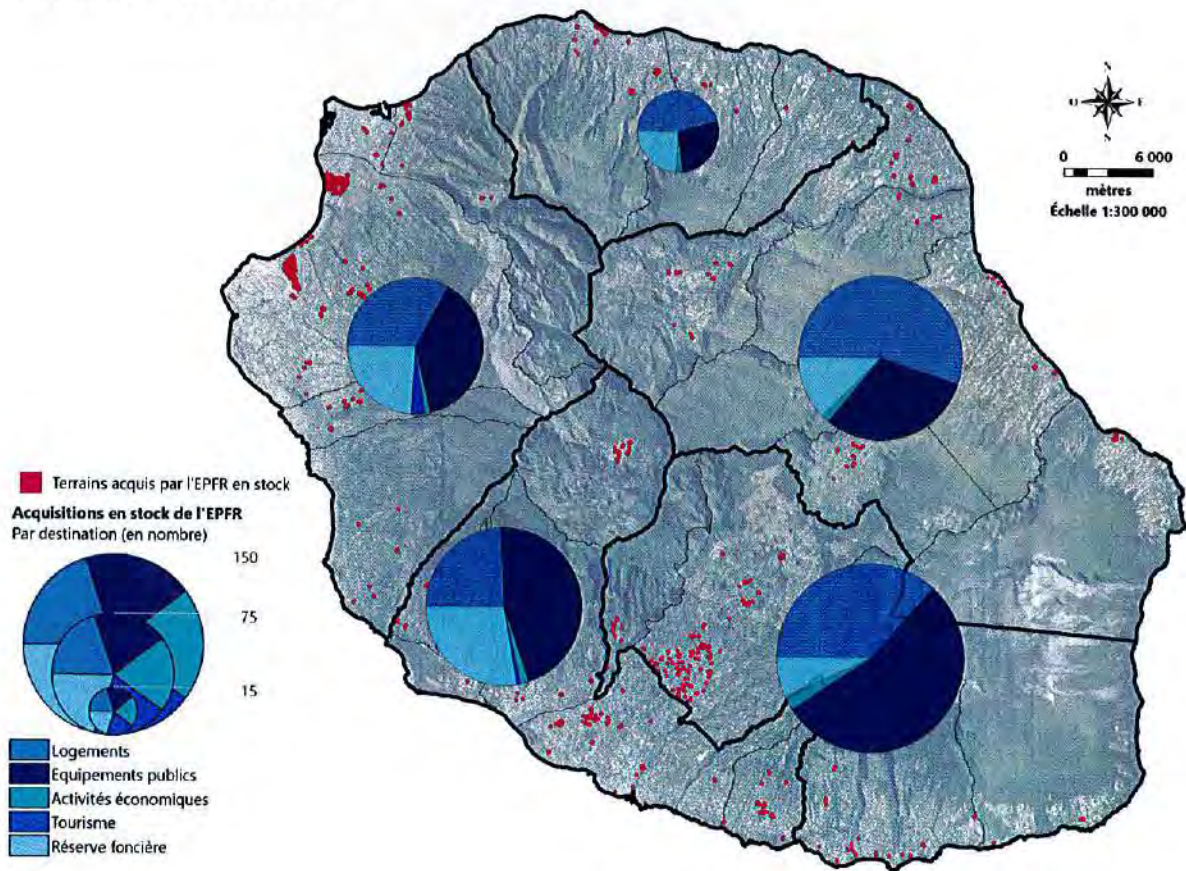 N
O
E
N
0
6 000
mètres
Échelle 1:300 000
Terrains acquis par l'EPFR en stock
Acquisitions en stock de l'EPFR
Par destination (en nombre)
150
75
15
Logements
Equipements publics
Activités économiques
Tourisme
Réserve foncière